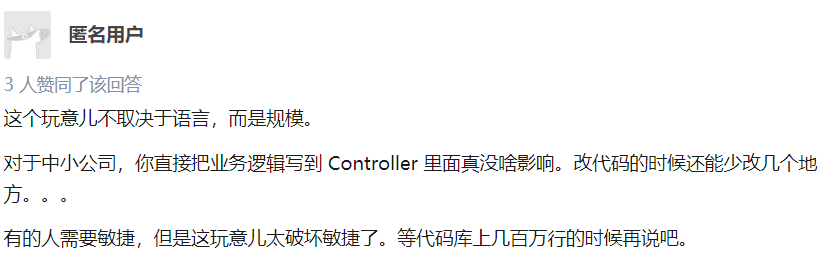 匿名用户
3 人赞同了该回答
这个玩意儿不取决于语言，而是规模。
对于中小公司，你直接把业务逻辑写到 Controller 里面真没啥影响。改代码的时候还能少改几个地
方。。。
有的人需要敏捷，但是这玩意儿太破坏敏捷了。等代码库上几百万行的时候再说吧。